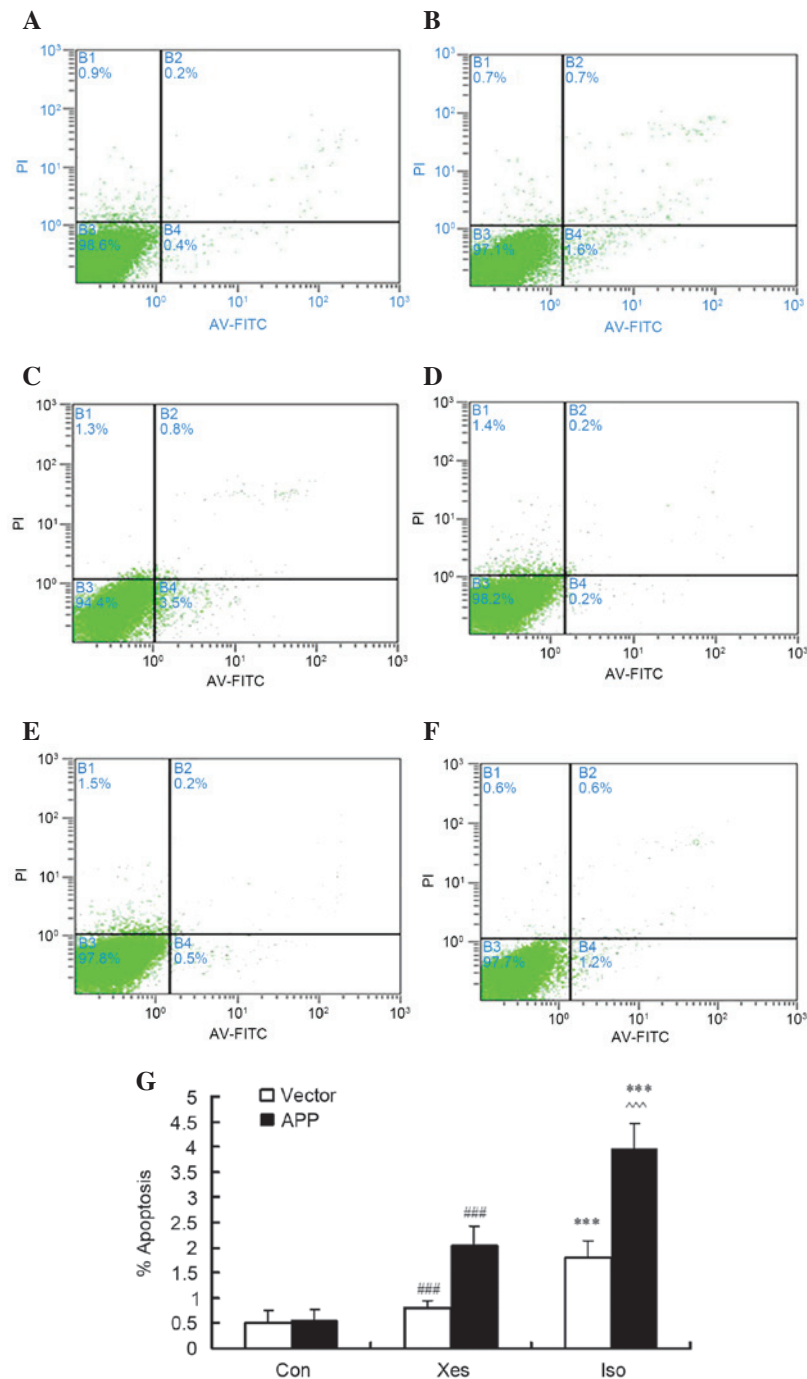 A
B
10³ B1 0.9% B2 0.2%
10²
PI
10¹
10⁰
B3 98.6% B4 0.4%
10⁰ 10¹ 10² 10³
AV-FITC
10³ B1 0.7% B2 0.7%
10²
PI
10¹
10⁰
B3 97.1% B4 1.6%
10⁰ 10¹ 10² 10³
AV-FITC
C
D
10³ B1 1.3% B2 0.8%
10²
PI
10¹
10⁰
B3 94.4% B4 3.5%
10⁰ 10¹ 10² 10³
AV-FITC
10³ B1 1.4% B2 0.2%
10²
PI
10¹
10⁰
B3 98.2% B4 0.2%
10⁰ 10¹ 10² 10³
AV-FITC
E
F
10³ B1 1.5% B2 0.2%
10²
PI
10¹
10⁰
B3 97.8% B4 0.5%
10⁰ 10¹ 10² 10³
AV-FITC
10³ B1 0.6% B2 0.6%
10²
PI
10¹
10⁰
B3 97.7% B4 1.2%
10⁰ 10¹ 10² 10³
AV-FITC
G
Vector
APP
% Apoptosis
5
4.5
4
3.5
3
2.5
2
1.5
1
0.5
0
###
###
***
***
^^^
Con Xes Iso